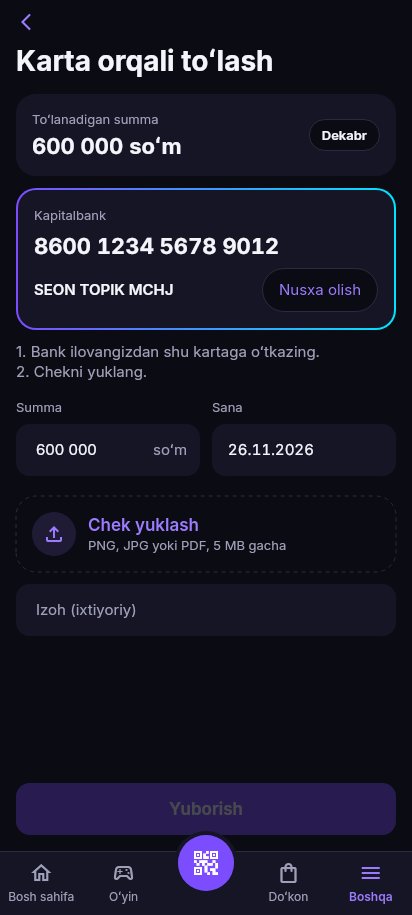 Karta orqali toʻlash
Toʻlanadigan summa
600 000 soʻm
Dekabr
Kapitalbank
8600 1234 5678 9012
SEON TOPIK MCHJ
Nusxa olish
1. Bank ilovangizdan shu kartaga oʻtkazing.
2. Chekni yuklang.
Summa
Sana
600 000 soʻm
26.11.2026
Chek yuklash
PNG, JPG yoki PDF, 5 MB gacha
Izoh (ixtiyoriy)
Yuborish
Bosh sahifa
Oʻyin
Doʻkon
Boshqa